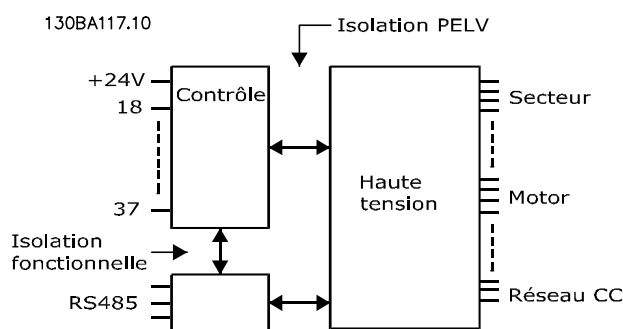 130BA117.10
Isolation PELV
+24V
Contrôle
Secteur
18
Haute
tension
Motor
37
Isolation
fonctionnelle
RS485
Réseau CC